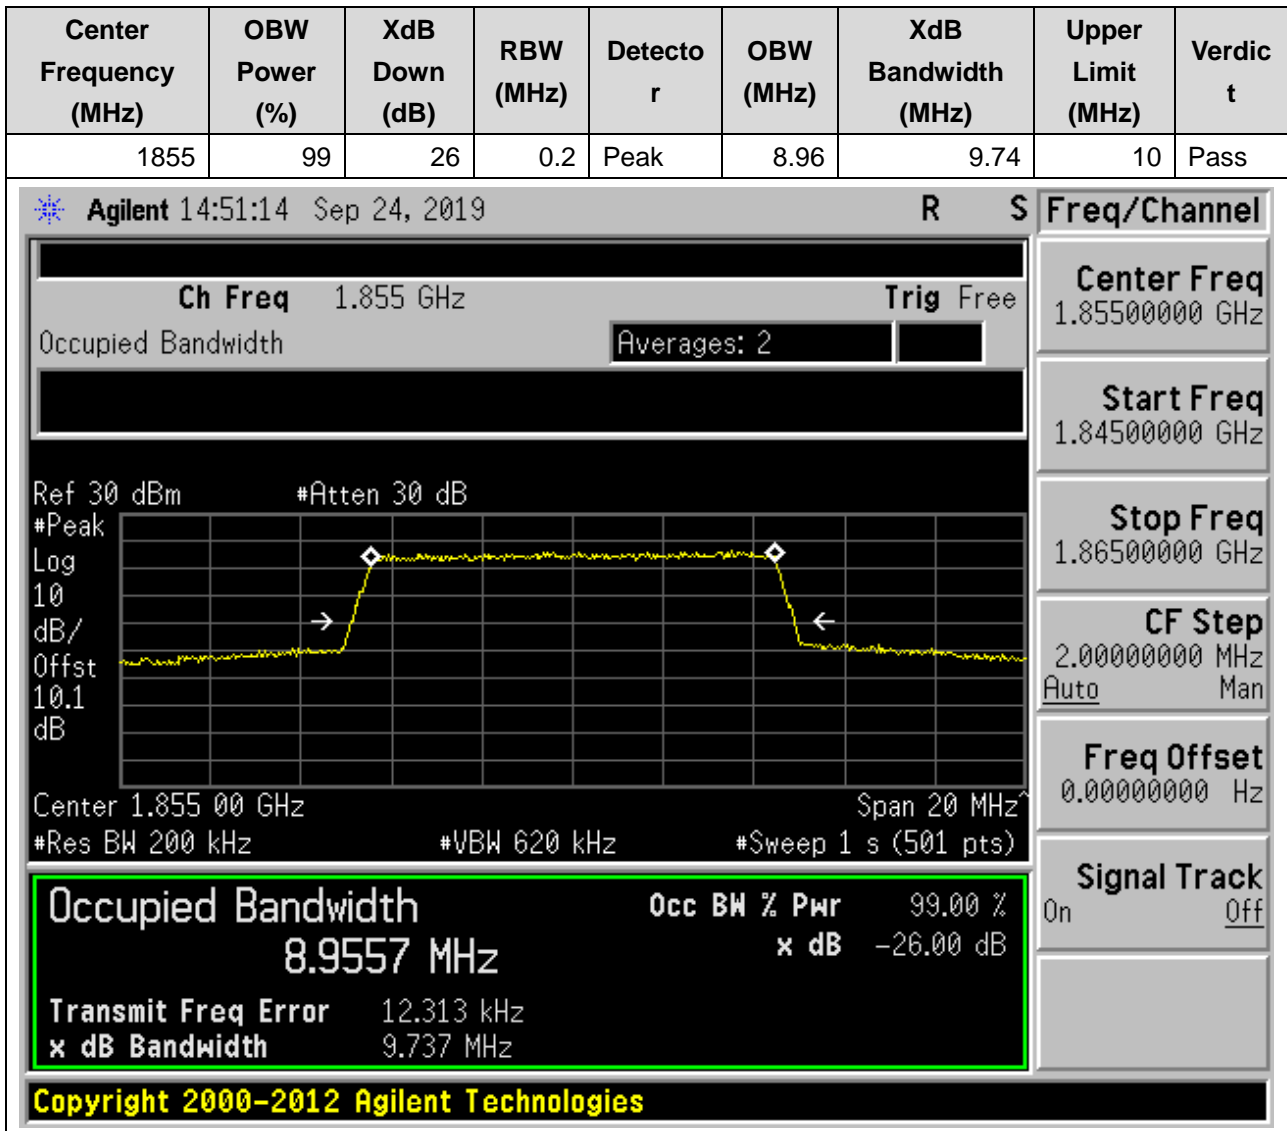 Center Frequency (MHz) OBW Power (%) XdB Down (dB) RBW (MHz) Detector OBW (MHz) XdB Bandwidth (MHz) Upper Limit (MHz) Verdict
1855 99 26 0.2 Peak 8.96 9.74 10 Pass
Agilent 14:51:14 Sep 24, 2019 R S Freq/Channel
Ch Freq 1.855 GHz Trig Free
Occupied Bandwidth Averages: 2
Center Freq
1.85500000 GHz
Start Freq
1.84500000 GHz
Stop Freq
1.86500000 GHz
CF Step
2.00000000 MHz
Auto Man
Freq Offset
0.00000000 Hz
Signal Track
On Off
Ref 30 dBm #Atten 30 dB
#Peak
Log
10
dB/
Offst
10.1
dB
Center 1.855 00 GHz Span 20 MHz^
#Res BW 200 kHz #VBW 620 kHz #Sweep 1 s (501 pts)
Occupied Bandwidth Occ BW % Pwr 99.00 %
8.9557 MHz x dB -26.00 dB
Transmit Freq Error 12.313 kHz
x dB Bandwidth 9.737 MHz
Copyright 2000-2012 Agilent Technologies